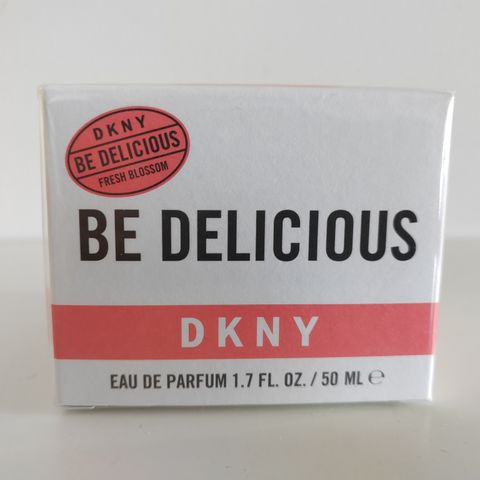 DKNY
BE DELICIOUS
FRESH BLOSSOM
BE DELICIOUS
DKNY
EAU DE PARFUM 1.7 FL. OZ. / 50 ML ℮